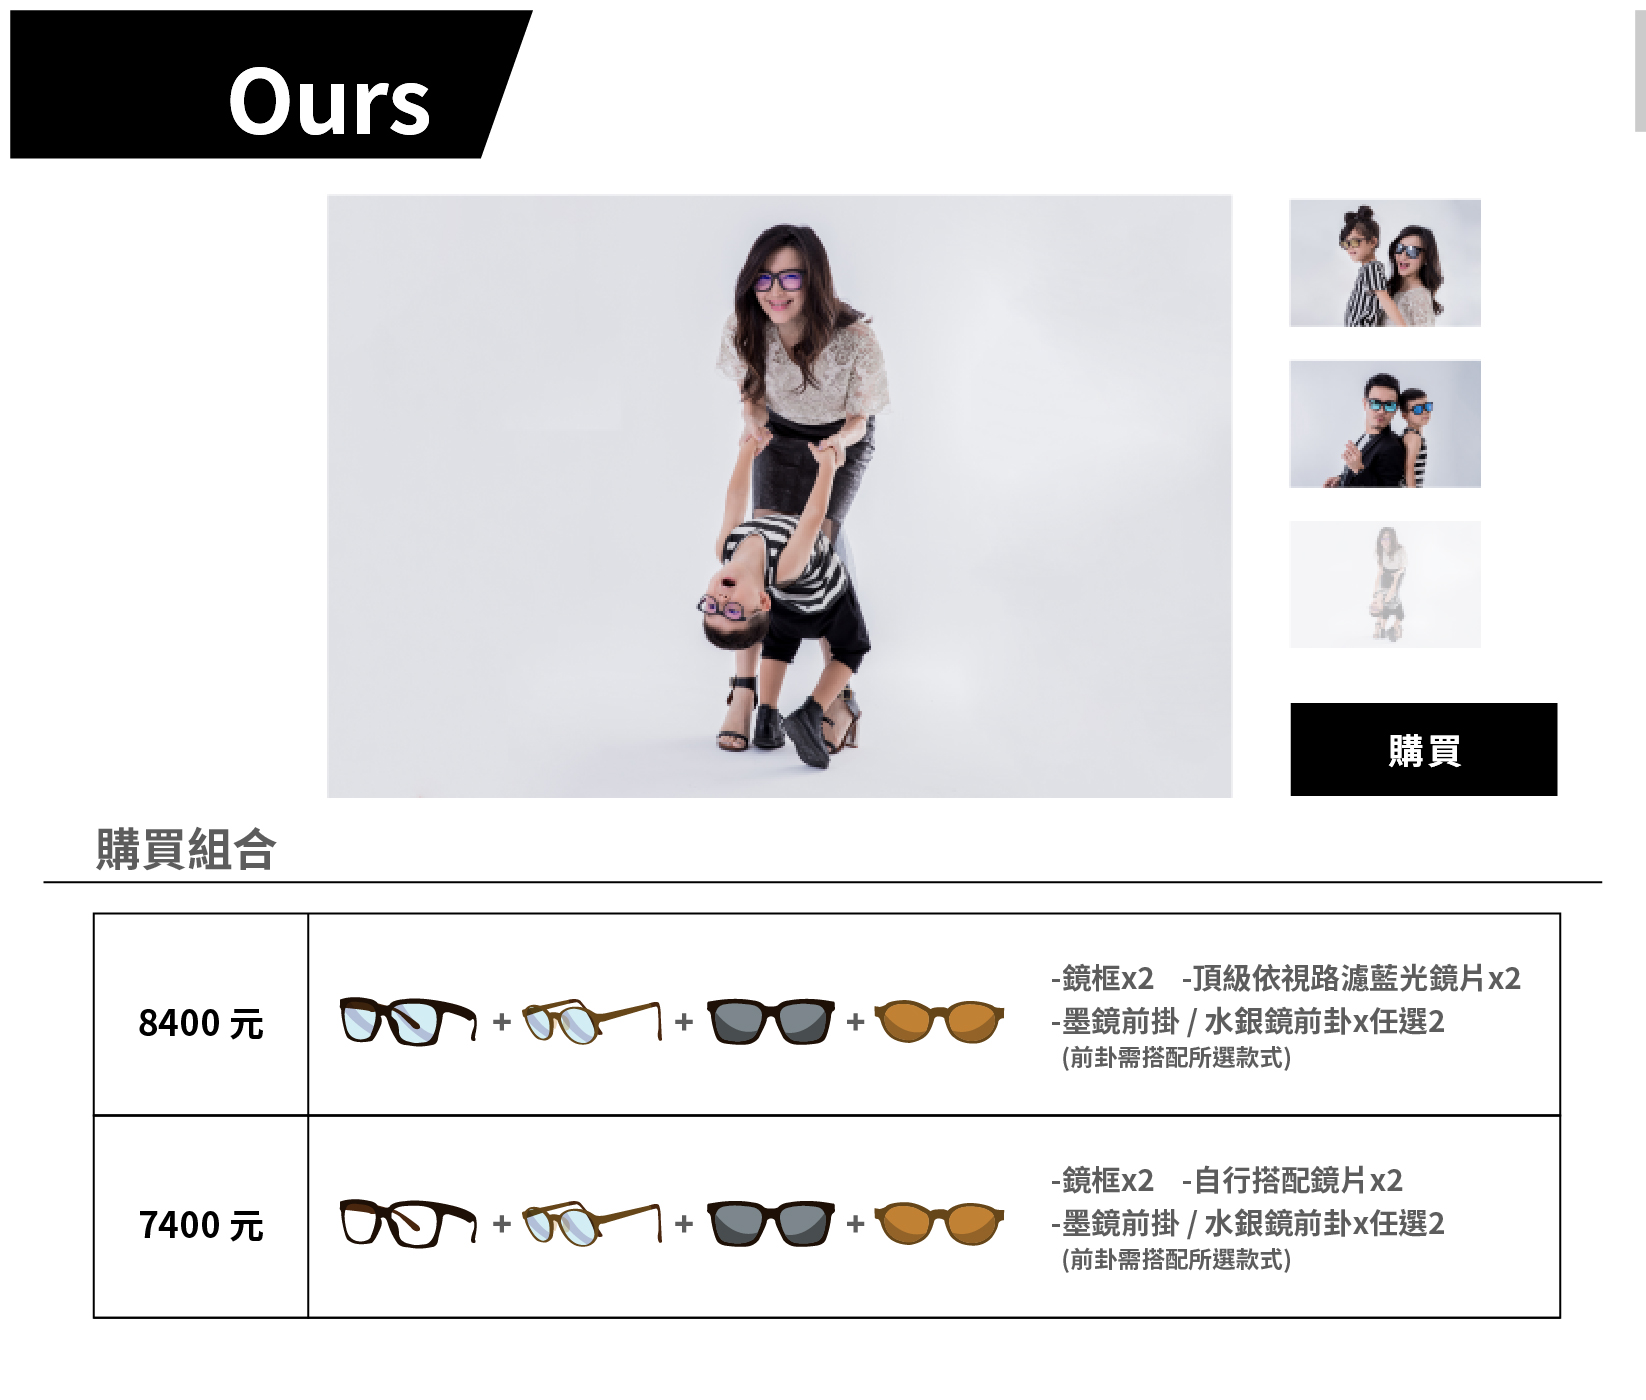 Ours
購買
購買組合
8400 元
-鏡框x2 -頂級依視路濾藍光鏡片x2
-墨鏡前掛 / 水銀鏡前卦x任選2
(前卦需搭配所選款式)
7400 元
-鏡框x2 -自行搭配鏡片x2
-墨鏡前掛 / 水銀鏡前卦x任選2
(前卦需搭配所選款式)